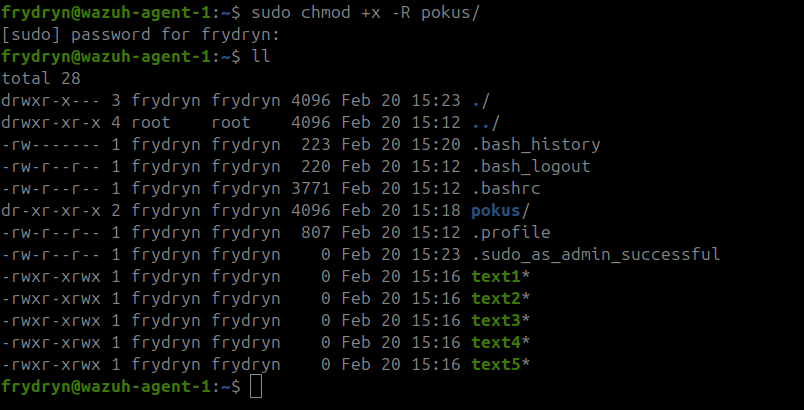 frydryn@wazuh-agent-1:~$ sudo chmod +x -R pokus/
[sudo] password for frydryn:
frydryn@wazuh-agent-1:~$ ll
total 28
drwxr-x--- 3 frydryn frydryn 4096 Feb 20 15:23 ./
drwxr-xr-x 4 root    root    4096 Feb 20 15:12 ../
-rw------- 1 frydryn frydryn  223 Feb 20 15:20 .bash_history
-rw-r--r-- 1 frydryn frydryn  220 Feb 20 15:12 .bash_logout
-rw-r--r-- 1 frydryn frydryn 3771 Feb 20 15:12 .bashrc
dr-xr-xr-x 2 frydryn frydryn 4096 Feb 20 15:18 pokus/
-rw-r--r-- 1 frydryn frydryn  807 Feb 20 15:12 .profile
-rw-r--r-- 1 frydryn frydryn    0 Feb 20 15:23 .sudo_as_admin_successful
-rwxr-xrwx 1 frydryn frydryn    0 Feb 20 15:16 text1*
-rwxr-xrwx 1 frydryn frydryn    0 Feb 20 15:16 text2*
-rwxr-xrwx 1 frydryn frydryn    0 Feb 20 15:16 text3*
-rwxr-xrwx 1 frydryn frydryn    0 Feb 20 15:16 text4*
-rwxr-xrwx 1 frydryn frydryn    0 Feb 20 15:16 text5*
frydryn@wazuh-agent-1:~$